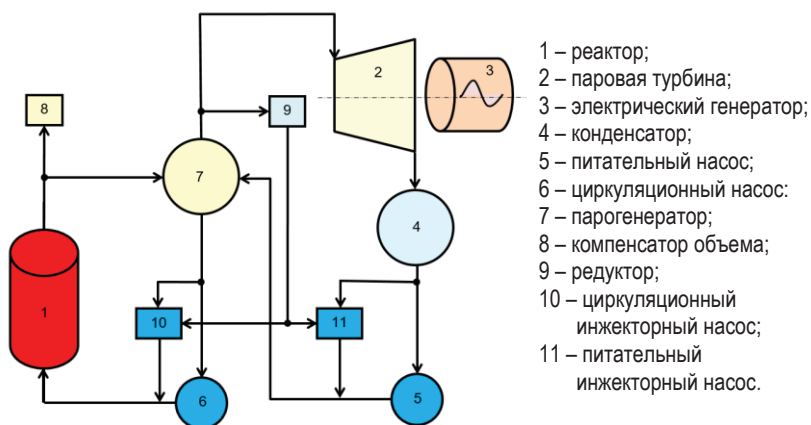 8
9
2
3
7
4
1
10
11
6
5
1 – реактор;
2 – паровая турбина;
3 – электрический генератор;
4 – конденсатор;
5 – питательный насос;
6 – циркуляционный насос:
7 – парогенератор;
8 – компенсатор объема;
9 – редуктор;
10 – циркуляционный
инжекторный насос;
11 – питательный
инжекторный насос.